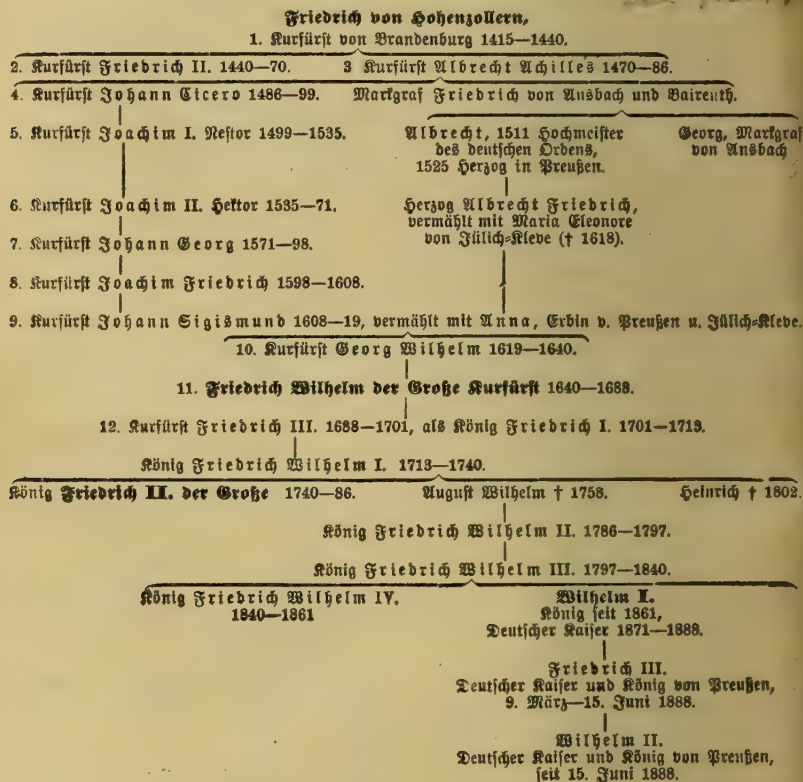 Friedrich von Hohenzollern,
1. Kurfürst von Brandenburg 1415—1440.
2. Kurfürst Friedrich II. 1440—70. 3 Kurfürst Albrecht Achilles 1470—86.
4. Kurfürst Johann Cicero 1486—99. Markgraf Friedrich von Ansbach und Baireuth.
5. Kurfürst Joachim I. Nestor 1499—1535. Albrecht, 1511 Hochmeister Georg, Markgraf
des deutschen Ordens, von Ansbach
1525 Herzog in Preußen.
6. Kurfürst Joachim II. Hektor 1535—71. Herzog Albrecht Friedrich,
vermählt mit Maria Eleonore
7. Kurfürst Johann Georg 1571—98. von Jülich-Kleve († 1618).
8. Kurfürst Joachim Friedrich 1598—1608.
9. Kurfürst Johann Sigismund 1608—19, vermählt mit Anna, Erbin v. Preußen u. Jülich-Kleve.
10. Kurfürst Georg Wilhelm 1619—1640.
11. Friedrich Wilhelm der Große Kurfürst 1640—1688.
12. Kurfürst Friedrich III. 1688—1701, als König Friedrich I. 1701—1713.
König Friedrich Wilhelm I. 1713—1740.
König Friedrich II. der Große 1740—86. August Wilhelm † 1758. Heinrich † 1802.
König Friedrich Wilhelm II. 1786—1797.
König Friedrich Wilhelm III. 1797—1840.
König Friedrich Wilhelm IV. Wilhelm I.
1840—1861 König seit 1861,
Deutscher Kaiser 1871—1888.
Friedrich III.
Deutscher Kaiser und König von Preußen,
9. März—15. Juni 1888.
Wilhelm II.
Deutscher Kaiser und König von Preußen,
seit 15. Juni 1888.